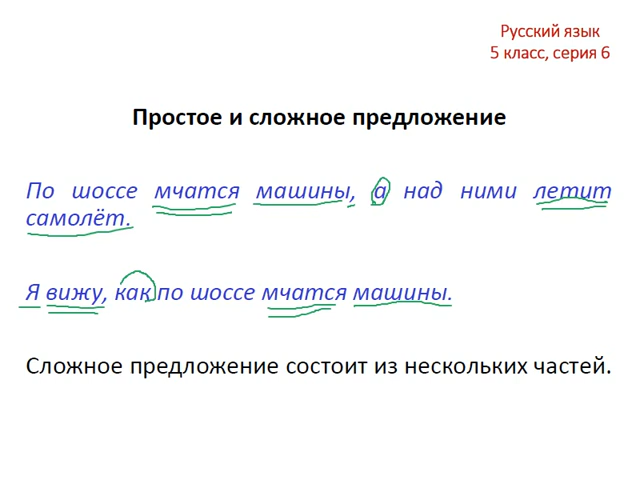 Русский язык
5 класс, серия 6
Простое и сложное предложение
По шоссе мчатся машины, а над ними летит
самолёт.
Я вижу, как по шоссе мчатся машины.
Сложное предложение состоит из нескольких частей.